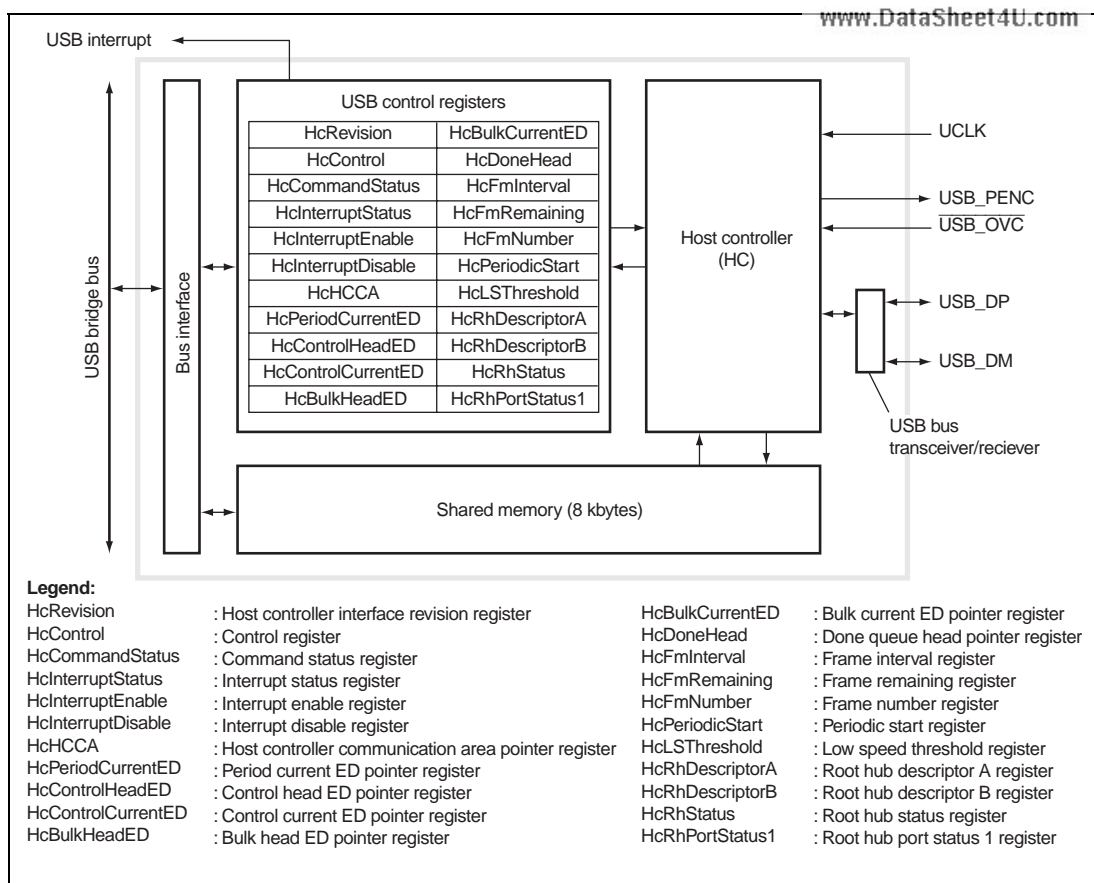 www.DataSheet4U.com
USB interrupt
USB bridge bus
Bus interface
USB control registers
HcRevision HcBulkCurrentED
HcControl HcDoneHead
HcCommandStatus HcFmInterval
HcInterruptStatus HcFmRemaining
HcInterruptEnable HcFmNumber
HcInterruptDisable HcPeriodicStart
HcHCCA HcLSThreshold
HcPeriodCurrentED HcRhDescriptorA
HcControlHeadED HcRhDescriptorB
HcControlCurrentED HcRhStatus
HcBulkHeadED HcRhPortStatus1
Host controller
(HC)
UCLK
USB_PENC
USB_OVC
USB_DP
USB_DM
USB bus
transceiver/reciever
Shared memory (8 kbytes)
Legend:
HcRevision : Host controller interface revision register
HcControl : Control register
HcCommandStatus : Command status register
HcInterruptStatus : Interrupt status register
HcInterruptEnable : Interrupt enable register
HcInterruptDisable : Interrupt disable register
HcHCCA : Host controller communication area pointer register
HcPeriodCurrentED : Period current ED pointer register
HcControlHeadED : Control head ED pointer register
HcControlCurrentED : Control current ED pointer register
HcBulkHeadED : Bulk head ED pointer register
HcBulkCurrentED : Bulk current ED pointer register
HcDoneHead : Done queue head pointer register
HcFmInterval : Frame interval register
HcFmRemaining : Frame remaining register
HcFmNumber : Frame number register
HcPeriodicStart : Periodic start register
HcLSThreshold : Low speed threshold register
HcRhDescriptorA : Root hub descriptor A register
HcRhDescriptorB : Root hub descriptor B register
HcRhStatus : Root hub status register
HcRhPortStatus1 : Root hub port status 1 register